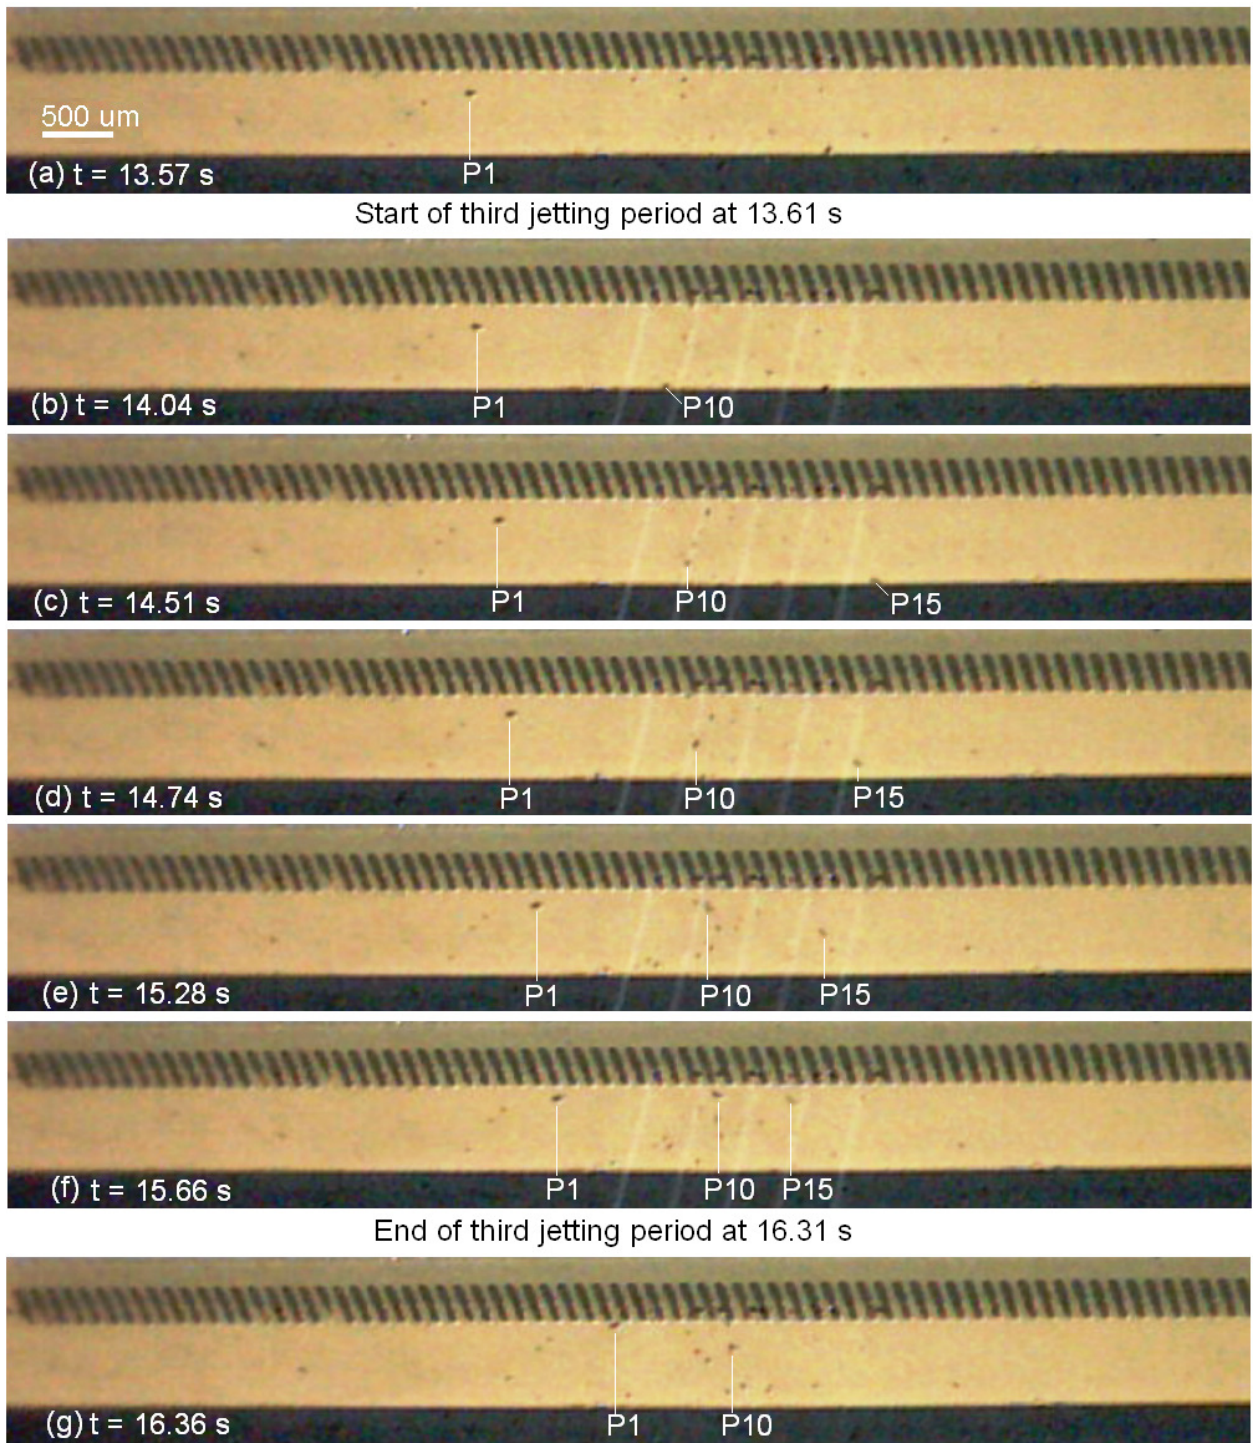 500 um
(a) t = 13.57 s
P1
Start of third jetting period at 13.61 s
(b) t = 14.04 s
P1
P10
(c) t = 14.51 s
P1
P10
P15
(d) t = 14.74 s
P1
P10
P15
(e) t = 15.28 s
P1
P10
P15
(f) t = 15.66 s
P1
P10
P15
End of third jetting period at 16.31 s
(g) t = 16.36 s
P1
P10